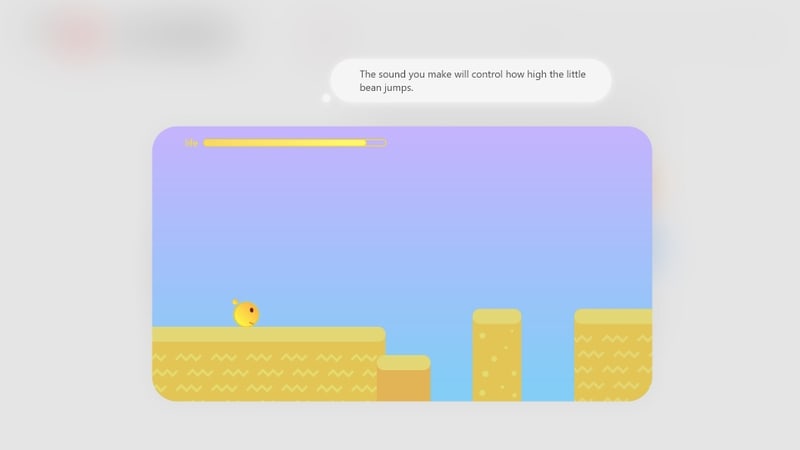 The sound you make will control how high the little
bean jumps.
life